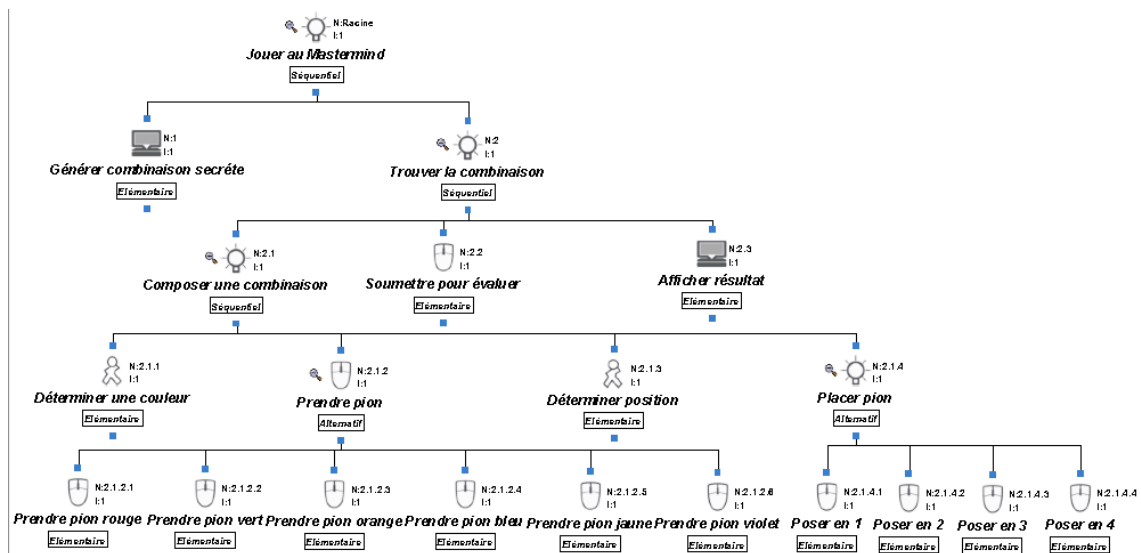 N:Racine
I:1
Jouer au Mastermind
Séquentiel
N:1
I:1
Générer combinaison secréte
Elémentaire
N:2
I:1
Trouver la combinaison
Séquentiel
N:2.1
I:1
Composer une combinaison
Séquentiel
N:2.2
I:1
Soumettre pour évaluer
Elémentaire
N:2.3
I:1
Afficher résultat
Elémentaire
N:2.1.1
I:1
Déterminer une couleur
Elémentaire
N:2.1.2
I:1
Prendre pion
Alternatif
N:2.1.3
I:1
Déterminer position
Elémentaire
N:2.1.4
I:1
Placer pion
Alternatif
N:2.1.2.1
I:1
Prendre pion rouge
Elémentaire
N:2.1.2.2
I:1
Prendre pion vert
Elémentaire
N:2.1.2.3
I:1
Prendre pion orange
Elémentaire
N:2.1.2.4
I:1
Prendre pion bleu
Elémentaire
N:2.1.2.5
I:1
Prendre pion jaune
Elémentaire
N:2.1.2.6
I:1
Prendre pion violet
Elémentaire
N:2.1.4.1
I:1
Poser en 1
Elémentaire
N:2.1.4.2
I:1
Poser en 2
Elémentaire
N:2.1.4.3
I:1
Poser en 3
Elémentaire
N:2.1.4.4
I:1
Poser en 4
Elémentaire